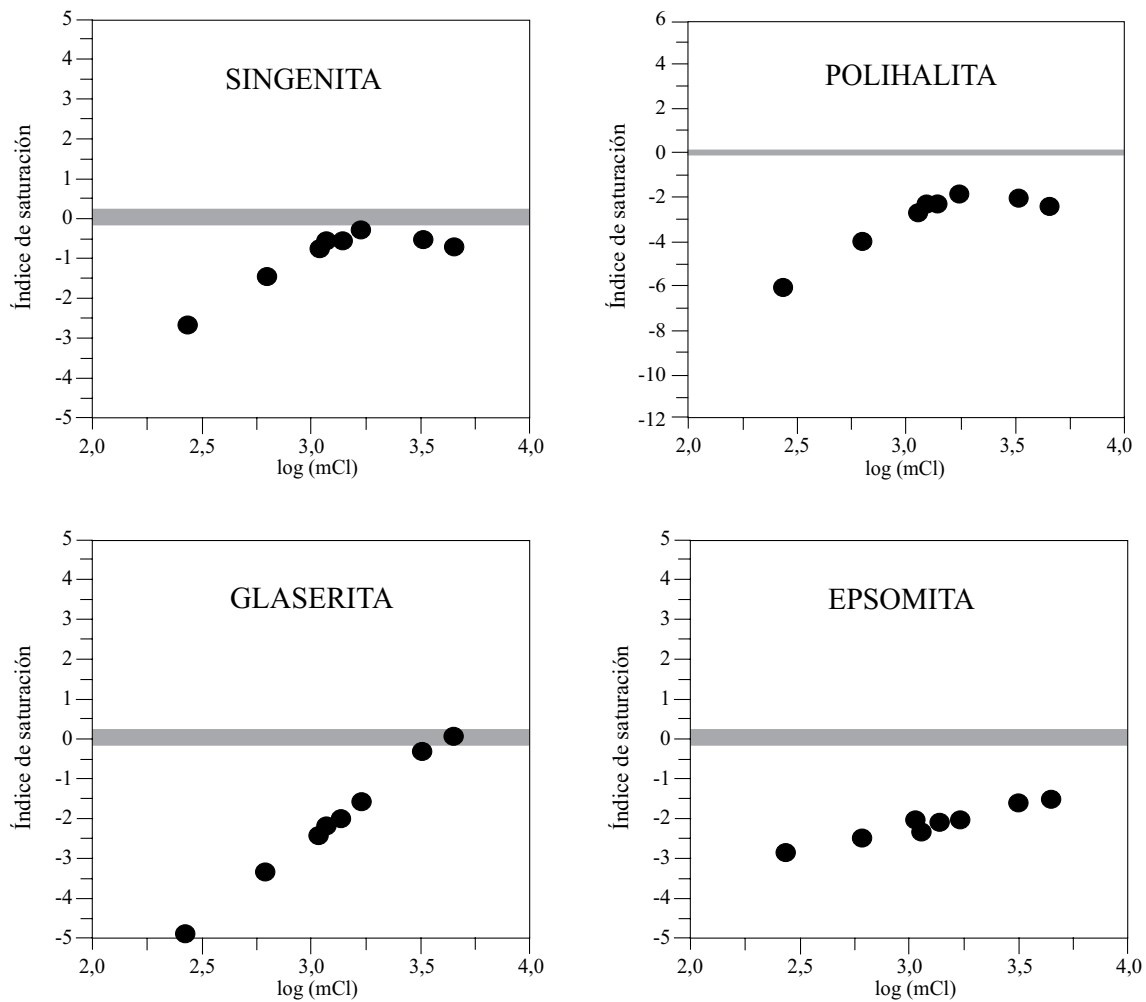 SINGENITA
Índice de saturación
5
4
3
2
1
0
-1
-2
-3
-4
-5
2,0 2,5 3,0 3,5 4,0
log (mCl)
POLIHALITA
Índice de saturación
6
4
2
0
-2
-4
-6
-8
-10
-12
2,0 2,5 3,0 3,5 4,0
log (mCl)
GLASERITA
Índice de saturación
5
4
3
2
1
0
-1
-2
-3
-4
-5
2,0 2,5 3,0 3,5 4,0
log (mCl)
EPSOMITA
Índice de saturación
5
4
3
2
1
0
-1
-2
-3
-4
-5
2,0 2,5 3,0 3,5 4,0
log (mCl)